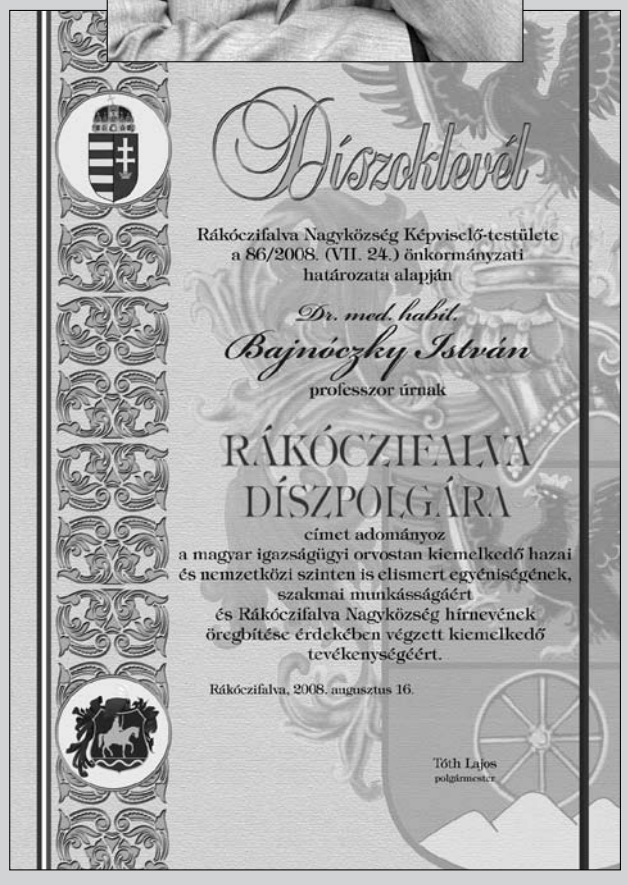 Díszoklevél
Rákóczifalva Nagyközség Képviselő-testülete
a 86/2008. (VII. 24.) önkormányzati
határozata alapján
Dr. med. habil.
Bajnóczky István
professzor úrnak
RÁKÓCZIFALVA
DÍSZPOLGÁRA
címet adományoz
a magyar igazságügyi orvostan kiemelkedő hazai
és nemzetközi szinten is elismert egyéniségének,
szakmai munkásságáért
és Rákóczifalva Nagyközség hírnevének
öregbítése érdekében végzett kiemelkedő
tevékenységéért.
Rákóczifalva, 2008. augusztus 16.
Tóth Lajos
polgármester